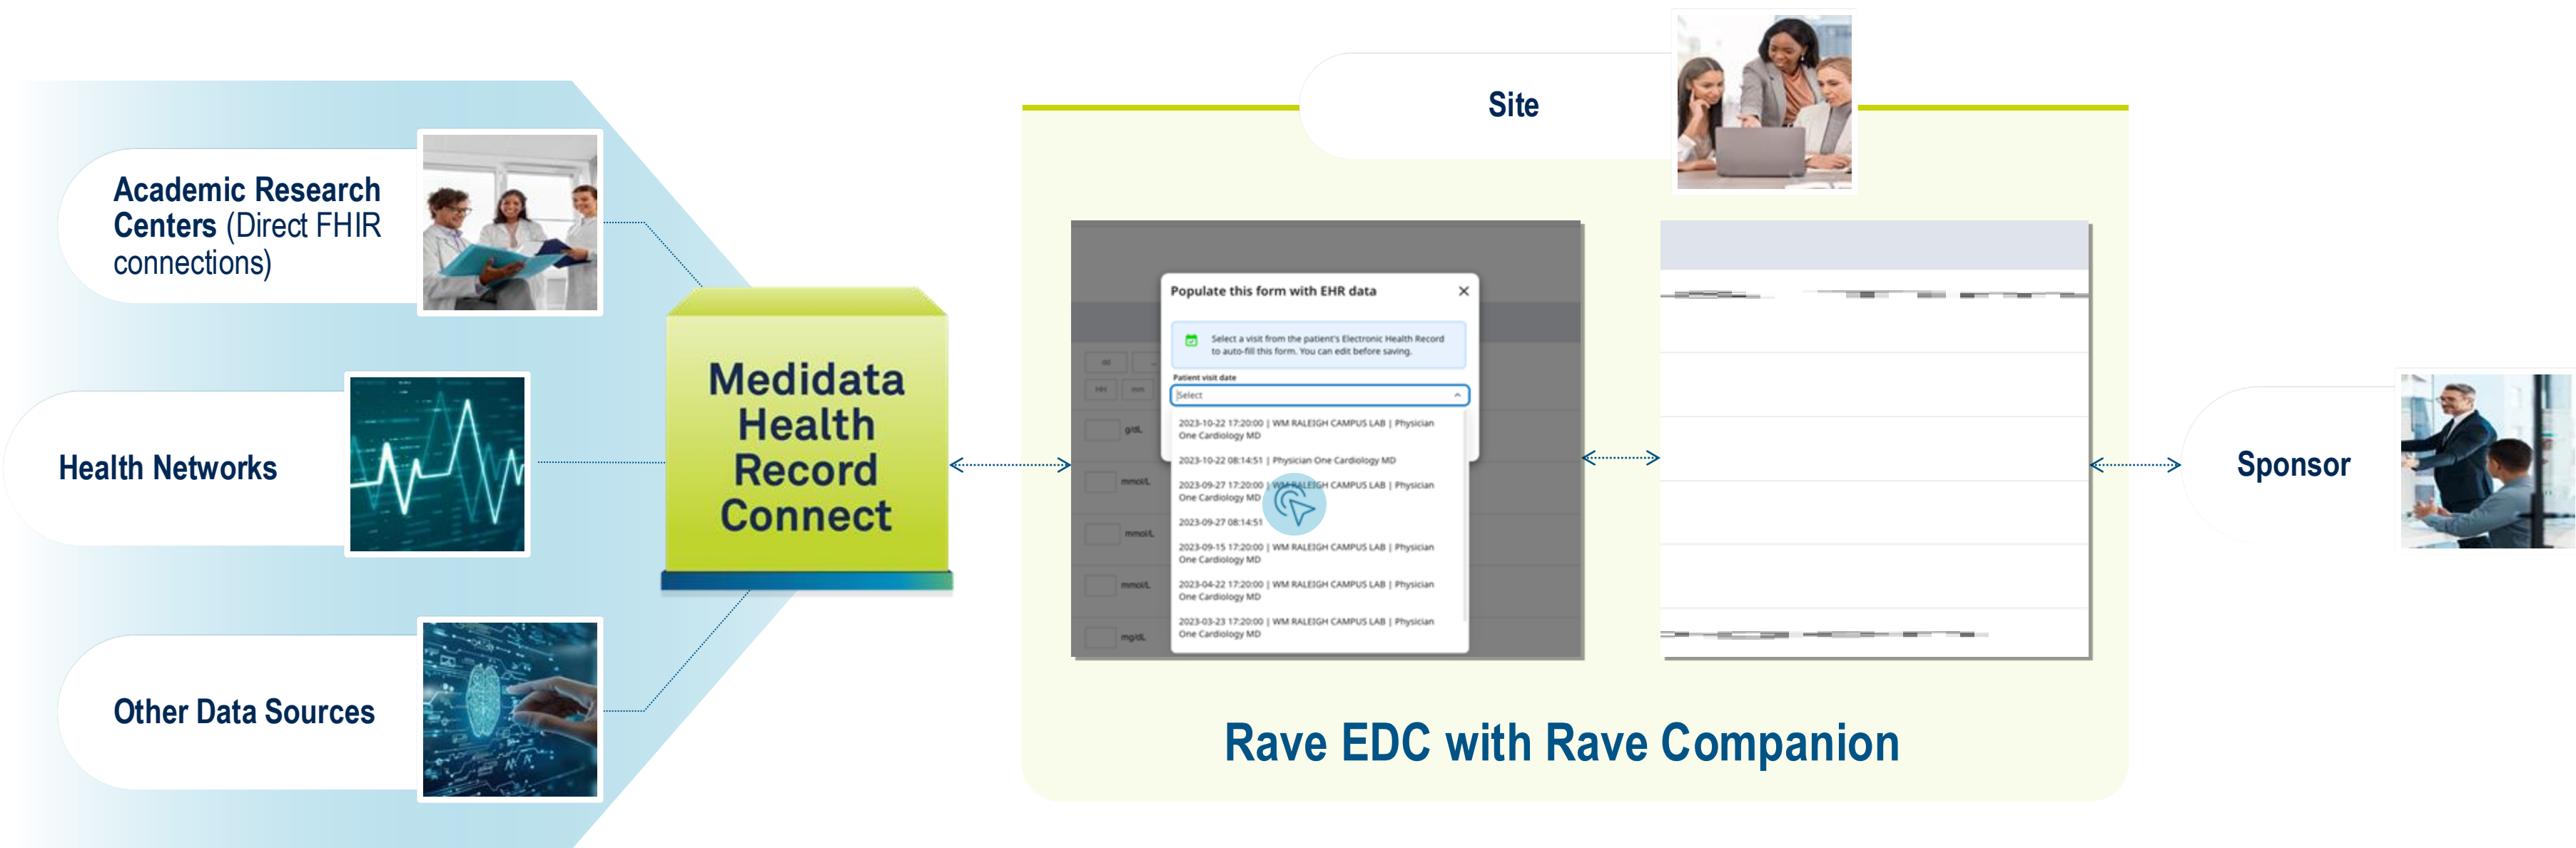 Academic Research
Centers (Direct FHIR
connections)
Health Networks
Other Data Sources
Medidata
Health
Record
Connect
Site
Populate this form with EHR data
Select a visit from the patient's Electronic Health Record
to auto-fill this form. You can edit before saving.
Patient visit date
Select
2023-10-22 17:20:00 | WM RALEIGH CAMPUS LAB | Physician
One Cardiology MD
2023-10-22 08:14:51 | Physician One Cardiology MD
2023-09-27 17:20:00 | WM RALEIGH CAMPUS LAB | Physician
One Cardiology MD
2023-09-27 08:14:51
2023-09-15 17:20:00 | WM RALEIGH CAMPUS LAB | Physician
One Cardiology MD
2023-04-22 17:20:00 | WM RALEIGH CAMPUS LAB | Physician
One Cardiology MD
2023-03-23 17:20:00 | WM RALEIGH CAMPUS LAB | Physician
One Cardiology MD
dd
HH mm
g/dL
mmol/L
mmol/L
mmol/L
mg/dL
Rave EDC with Rave Companion
Sponsor